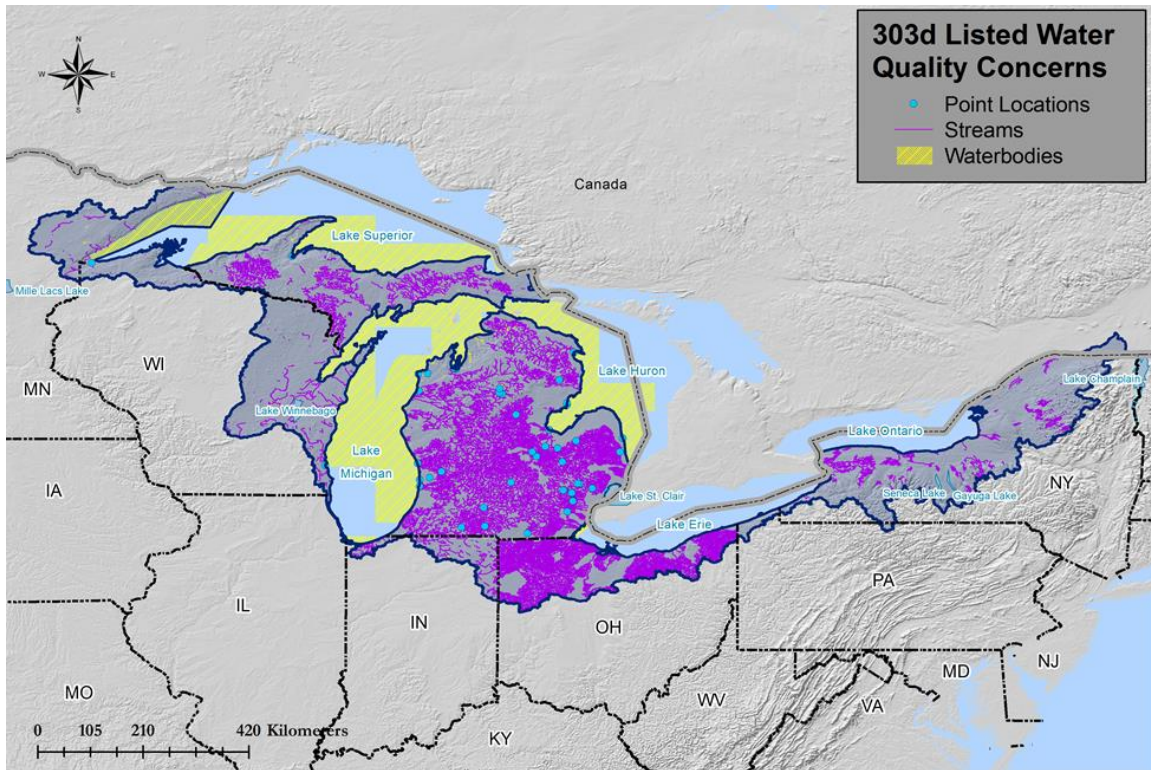 303d Listed Water
Quality Concerns
Point Locations
Streams
Waterbodies
N
W
E
S
Canada
Lake Superior
Mille Lacs Lake
WI
MN
Lake Huron
Lake Champlain
Lake Winnebago
Lake Ontario
Lake
Michigan
IA
Lake St. Clair
Seneca Lake
Gayuga Lake
NY
Lake Erie
PA
IL
IN
OH
NJ
MD
MO
WV
VA
0 105 210 420 Kilometers
KY